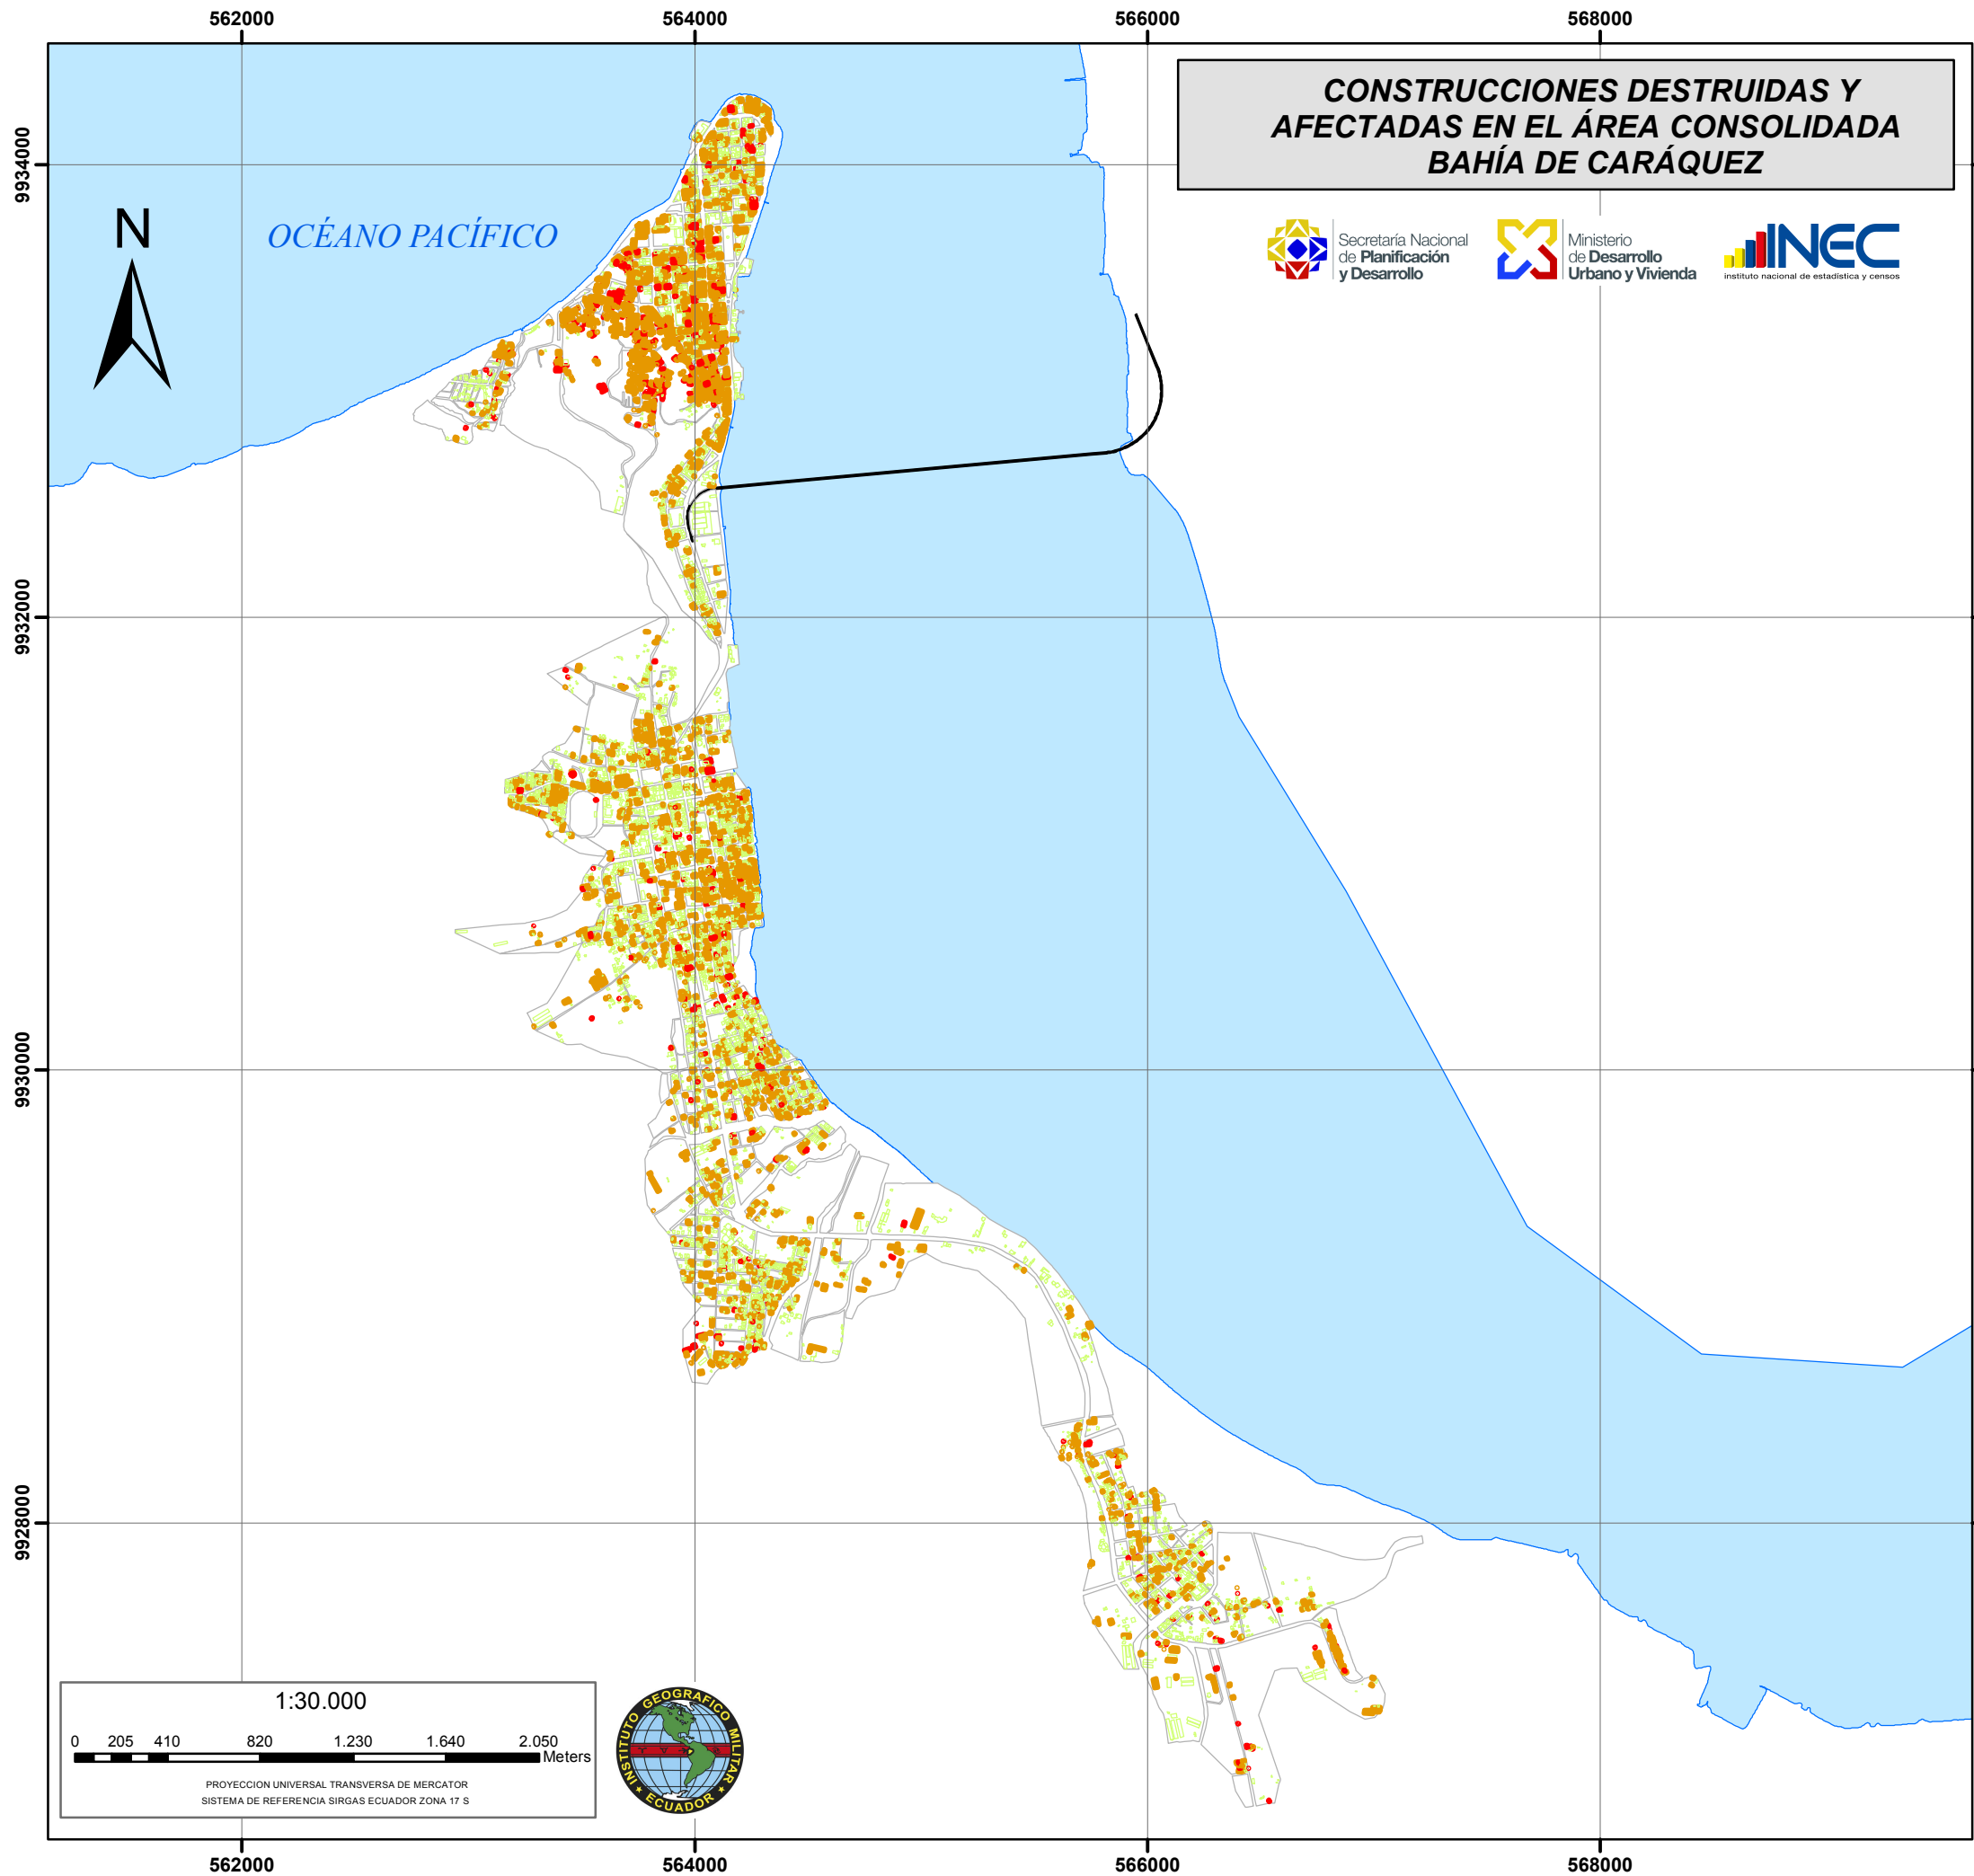 562000
564000
566000
568000
CONSTRUCCIONES DESTRUIDAS Y
AFECTADAS EN EL ÁREA CONSOLIDADA
BAHÍA DE CARÁQUEZ
9934000
N
OCÉANO PACÍFICO
Secretaría Nacional
de Planificación
y Desarrollo
Ministerio
de Desarrollo
Urbano y Vivienda
INEC
instituto nacional de estadística y censos
9932000
9930000
9928000
1:30.000
0 205 410 820 1.230 1.640 2.050
Meters
PROYECCION UNIVERSAL TRANSVERSA DE MERCATOR
SISTEMA DE REFERENCIA SIRGAS ECUADOR ZONA 17 S
INSTITUTO GEOGRAFICO MILITAR
ECUADOR
562000
564000
566000
568000